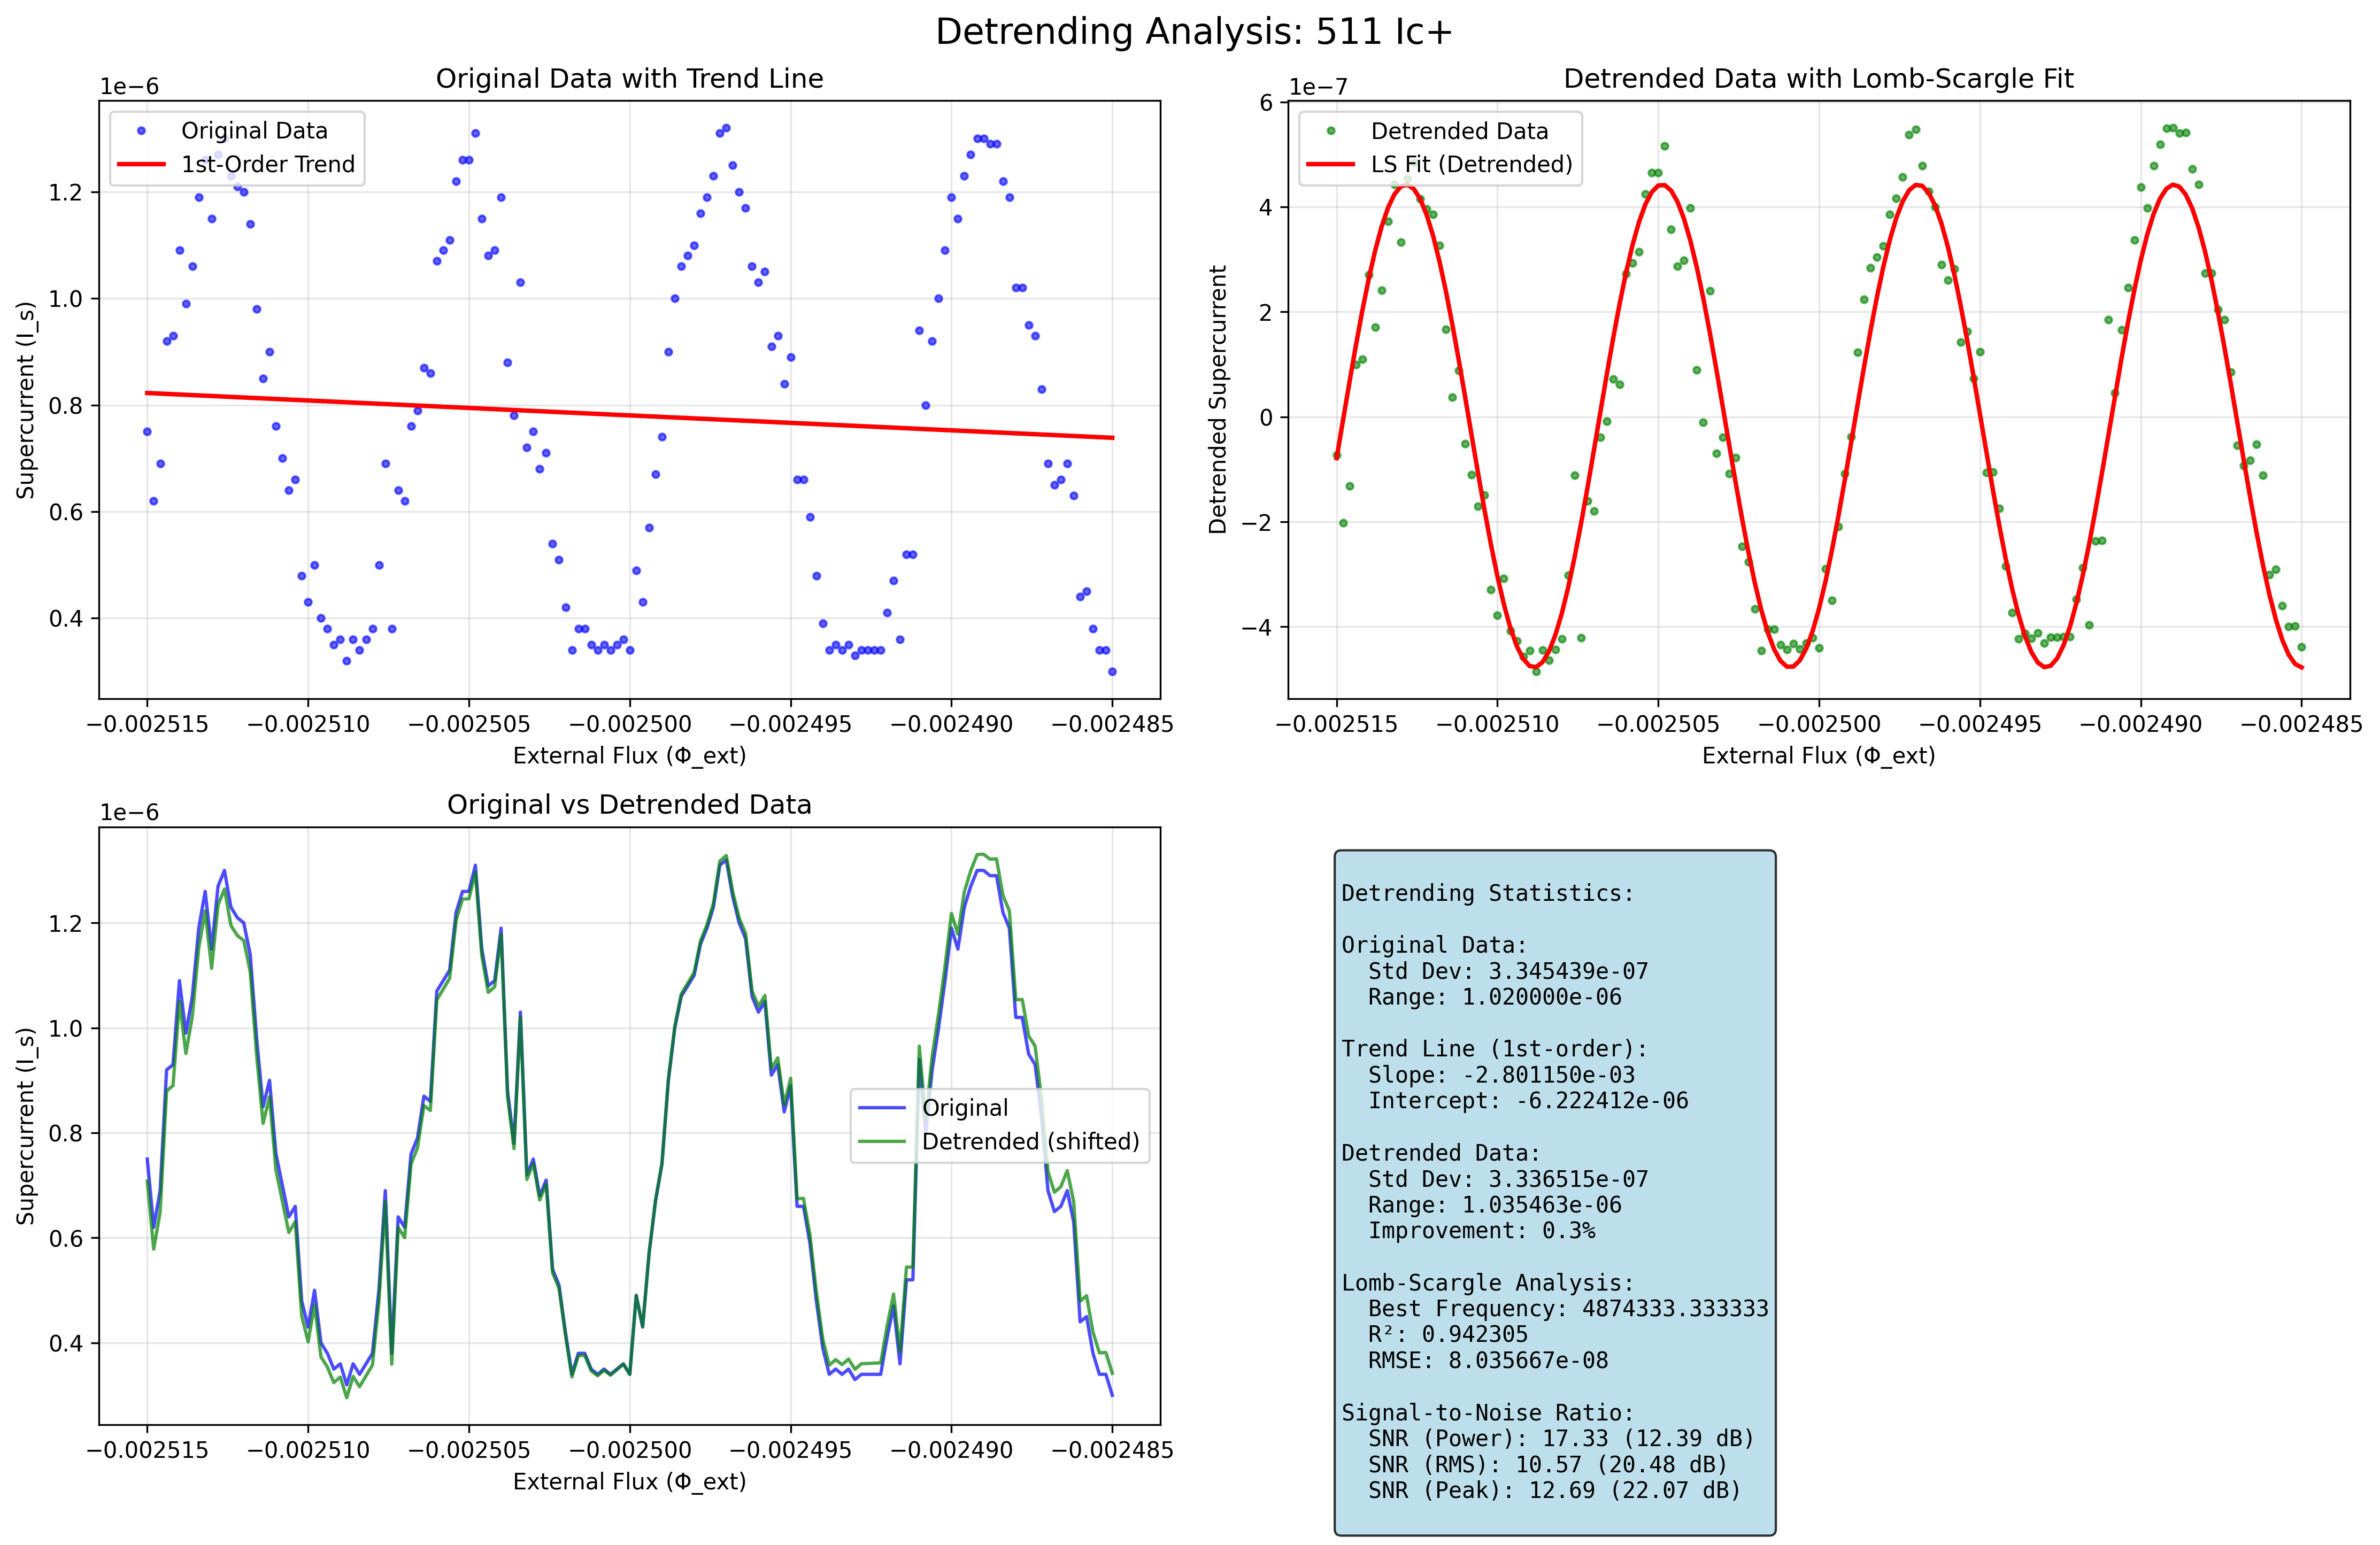 Detrending Analysis: 511 Ic+
Original Data with Trend Line
1e−6
Original Data
1st-Order Trend
1.2
1.0
0.8
0.6
0.4
Supercurrent (I_s)
−0.002515 −0.002510 −0.002505 −0.002500 −0.002495 −0.002490 −0.002485
External Flux (Φ_ext)
Detrended Data with Lomb-Scargle Fit
1e−7
Detrended Data
LS Fit (Detrended)
6
4
2
0
−2
−4
Detrended Supercurrent
−0.002515 −0.002510 −0.002505 −0.002500 −0.002495 −0.002490 −0.002485
External Flux (Φ_ext)
Original vs Detrended Data
1e−6
1.2
1.0
0.8
0.6
0.4
Supercurrent (I_s)
Original
Detrended (shifted)
−0.002515 −0.002510 −0.002505 −0.002500 −0.002495 −0.002490 −0.002485
External Flux (Φ_ext)
Detrending Statistics:
Original Data:
Std Dev: 3.345439e-07
Range: 1.020000e-06
Trend Line (1st-order):
Slope: -2.801150e-03
Intercept: -6.222412e-06
Detrended Data:
Std Dev: 3.336515e-07
Range: 1.035463e-06
Improvement: 0.3%
Lomb-Scargle Analysis:
Best Frequency: 4874333.333333
R²: 0.942305
RMSE: 8.035667e-08
Signal-to-Noise Ratio:
SNR (Power): 17.33 (12.39 dB)
SNR (RMS): 10.57 (20.48 dB)
SNR (Peak): 12.69 (22.07 dB)